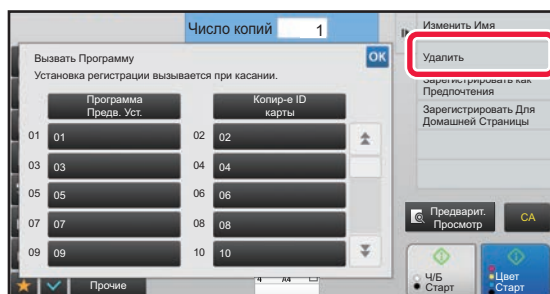 Число копий 1
Изменить Имя
Удалить
Зарегистрировать как
Предпочтения
Зарегистрировать Для
Домашней Страницы
Вызвать Программу
OK
Установка регистрации вызывается при касании.
Программа
Предв. Уст.
Копир-е ID
карты
01 01 02 02
03 03 04 04
05 05 06 06
07 07 08 08
09 09 10 10
Предварит.
Просмотр
CA
Ч/Б
Старт
Цвет
Старт
Прочие
A4